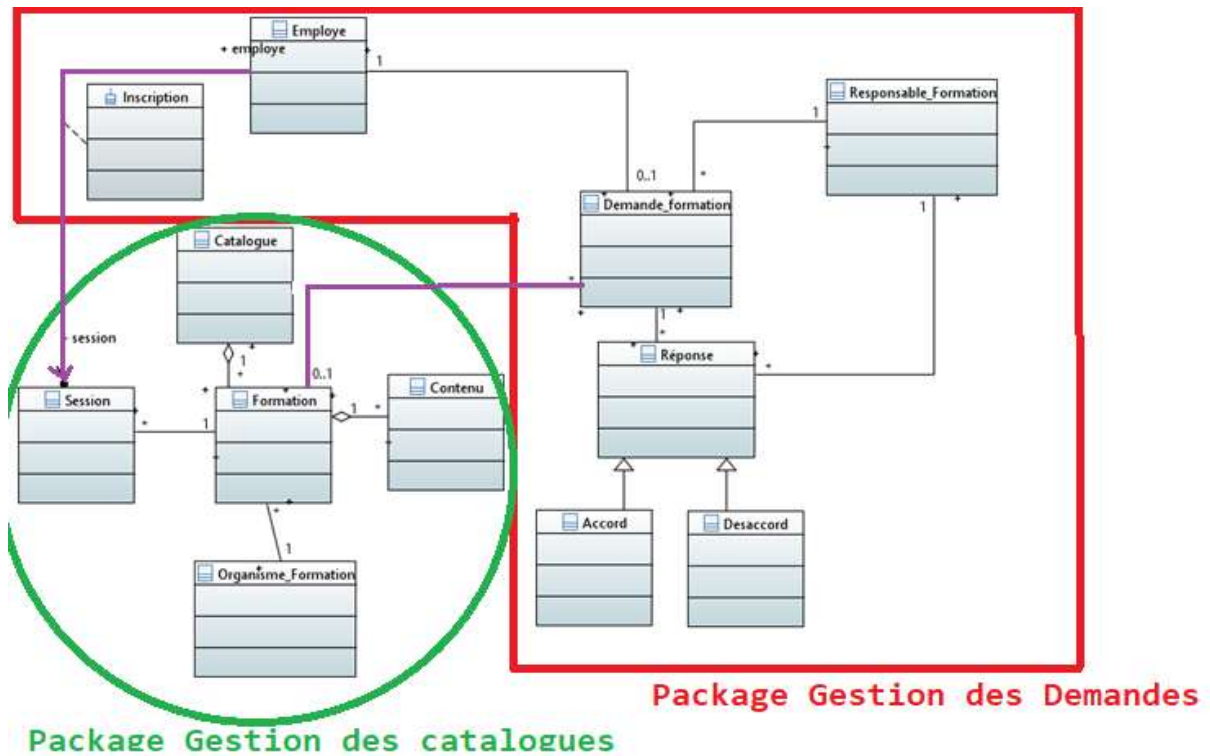 Employe
+ employe
1
Inscription
Responsable_Formation
1
0..1
*
Demande_formation
1
Catalogue
*
1
*
session
1
*
Réponse
*
0..1
Session
Formation
1
*
Contenu
*
1
Accord
Desaccord
*
1
Organisme_Formation
Package Gestion des Demandes
Package Gestion des catalogues